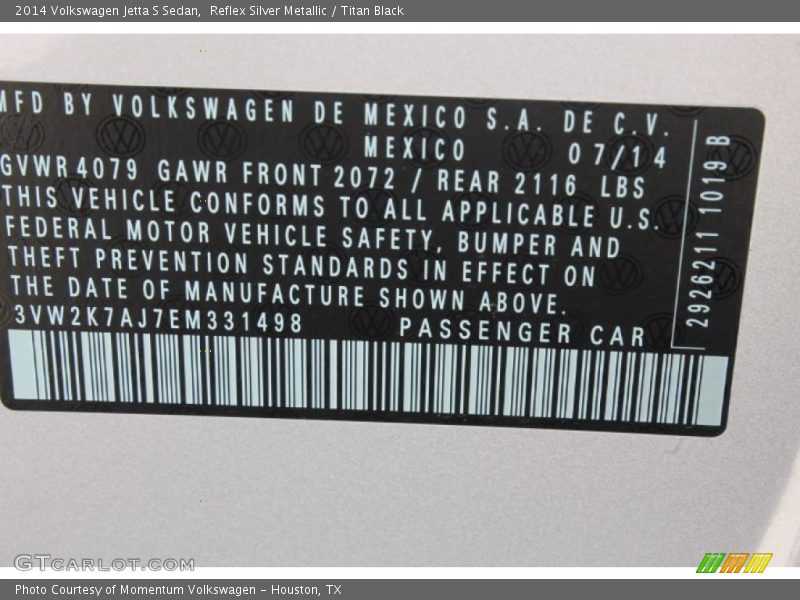 2014 Volkswagen Jetta S Sedan,  Reflex Silver Metallic / Titan Black
MFD BY VOLKSWAGEN DE MEXICO S.A. DE C.V.
MEXICO 07/14
GVWR 4079 GAWR FRONT 2072 / REAR 2116 LBS
THIS VEHICLE CONFORMS TO ALL APPLICABLE U.S.
FEDERAL MOTOR VEHICLE SAFETY, BUMPER AND
THEFT PREVENTION STANDARDS IN EFFECT ON
THE DATE OF MANUFACTURE SHOWN ABOVE.
3VW2K7AJ7EM331498 PASSENGER CAR
2926211 1019 B
GTCARLOT.COM
Photo Courtesy of Momentum Volkswagen - Houston, TX